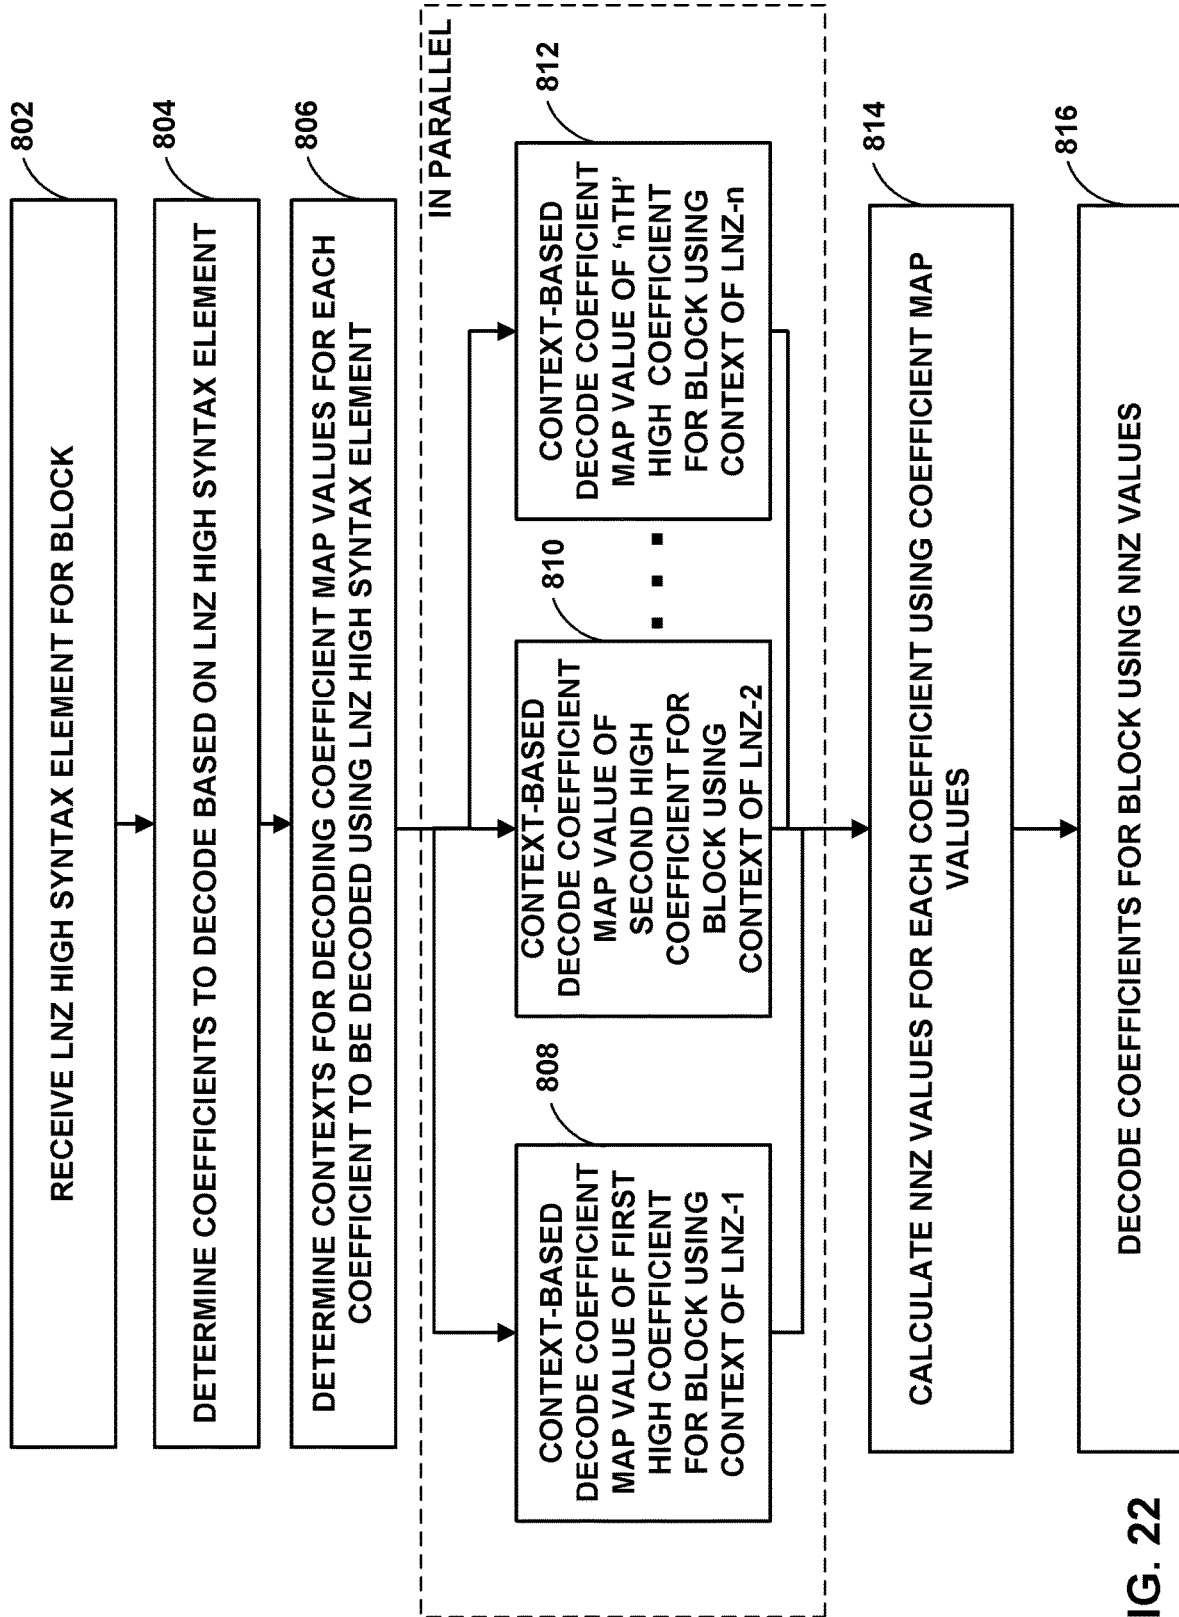 802
RECEIVE LNZ HIGH SYNTAX ELEMENT FOR BLOCK
804
DETERMINE COEFFICIENTS TO DECODE BASED ON LNZ HIGH SYNTAX ELEMENT
806
DETERMINE CONTEXTS FOR DECODING COEFFICIENT MAP VALUES FOR EACH
COEFFICIENT TO BE DECODED USING LNZ HIGH SYNTAX ELEMENT
IN PARALLEL
808
CONTEXT-BASED
DECODE COEFFICIENT
MAP VALUE OF FIRST
HIGH COEFFICIENT
FOR BLOCK USING
CONTEXT OF LNZ-1
810
CONTEXT-BASED
DECODE COEFFICIENT
MAP VALUE OF
SECOND HIGH
COEFFICIENT FOR
BLOCK USING
CONTEXT OF LNZ-2
812
CONTEXT-BASED
DECODE COEFFICIENT
MAP VALUE OF ‘nTH’
HIGH COEFFICIENT
FOR BLOCK USING
CONTEXT OF LNZ-n
814
CALCULATE NNZ VALUES FOR EACH COEFFICIENT USING COEFFICIENT MAP
VALUES
816
DECODE COEFFICIENTS FOR BLOCK USING NNZ VALUES
IG. 22